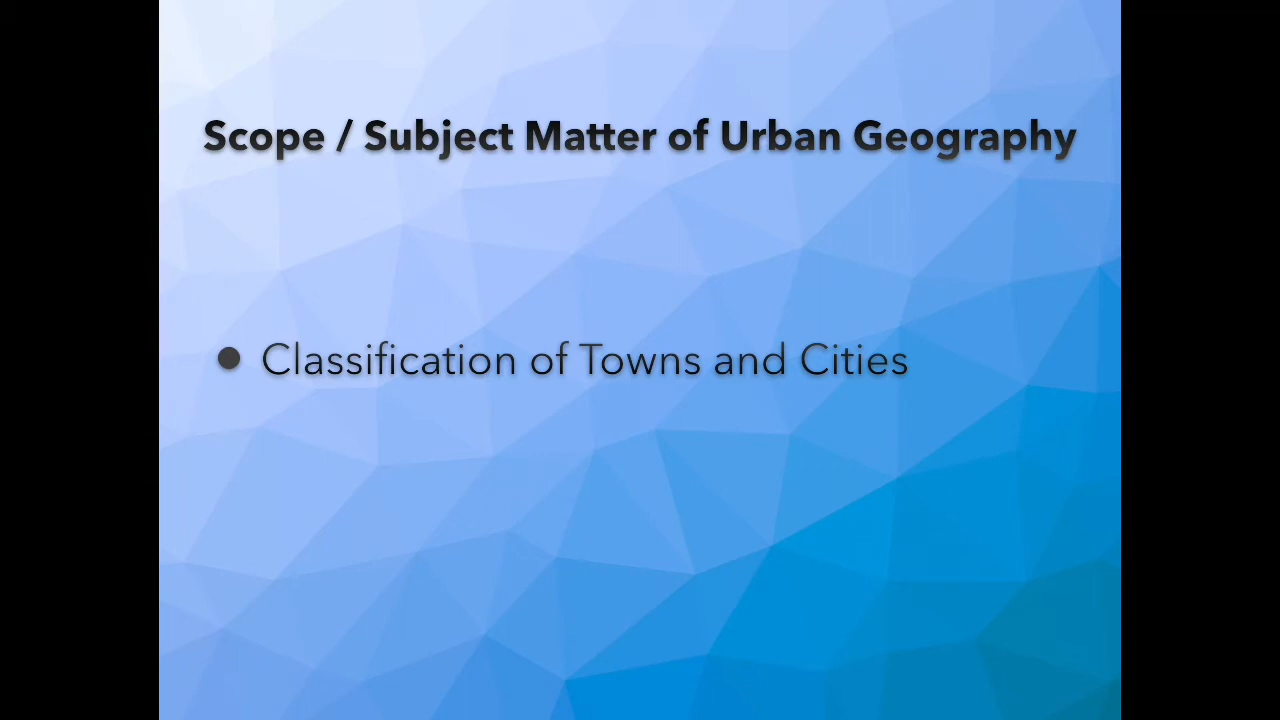 Scope / Subject Matter of Urban Geography
● Classification of Towns and Cities